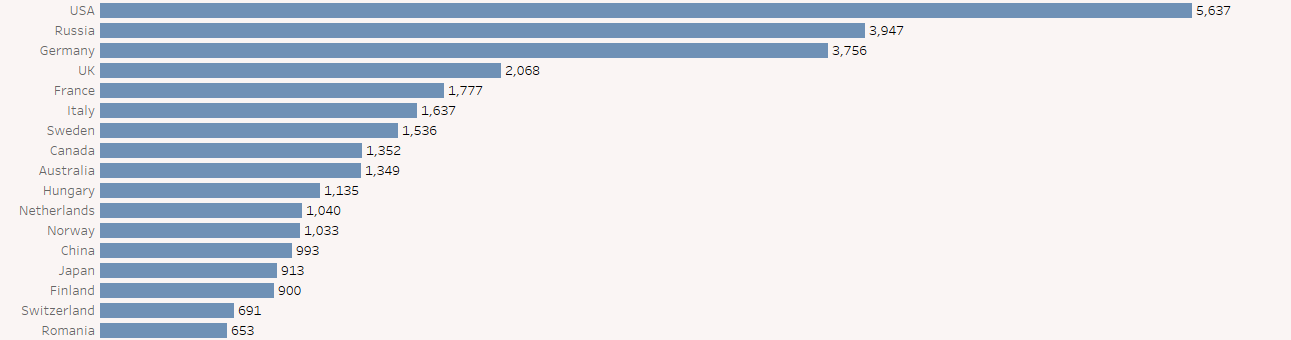 USA 5,637
Russia 3,947
Germany 3,756
UK 2,068
France 1,777
Italy 1,637
Sweden 1,536
Canada 1,352
Australia 1,349
Hungary 1,135
Netherlands 1,040
Norway 1,033
China 993
Japan 913
Finland 900
Switzerland 691
Romania 653